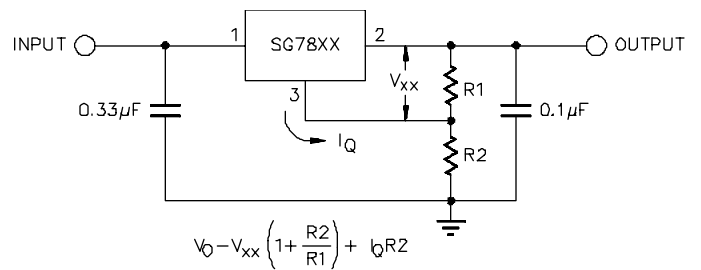 INPUT
1
SG78XX
2
OUTPUT
VXX
R1
3
0.33µF
0.1µF
IQ
R2
VO-VXX(1+R2/R1)+ IQR2